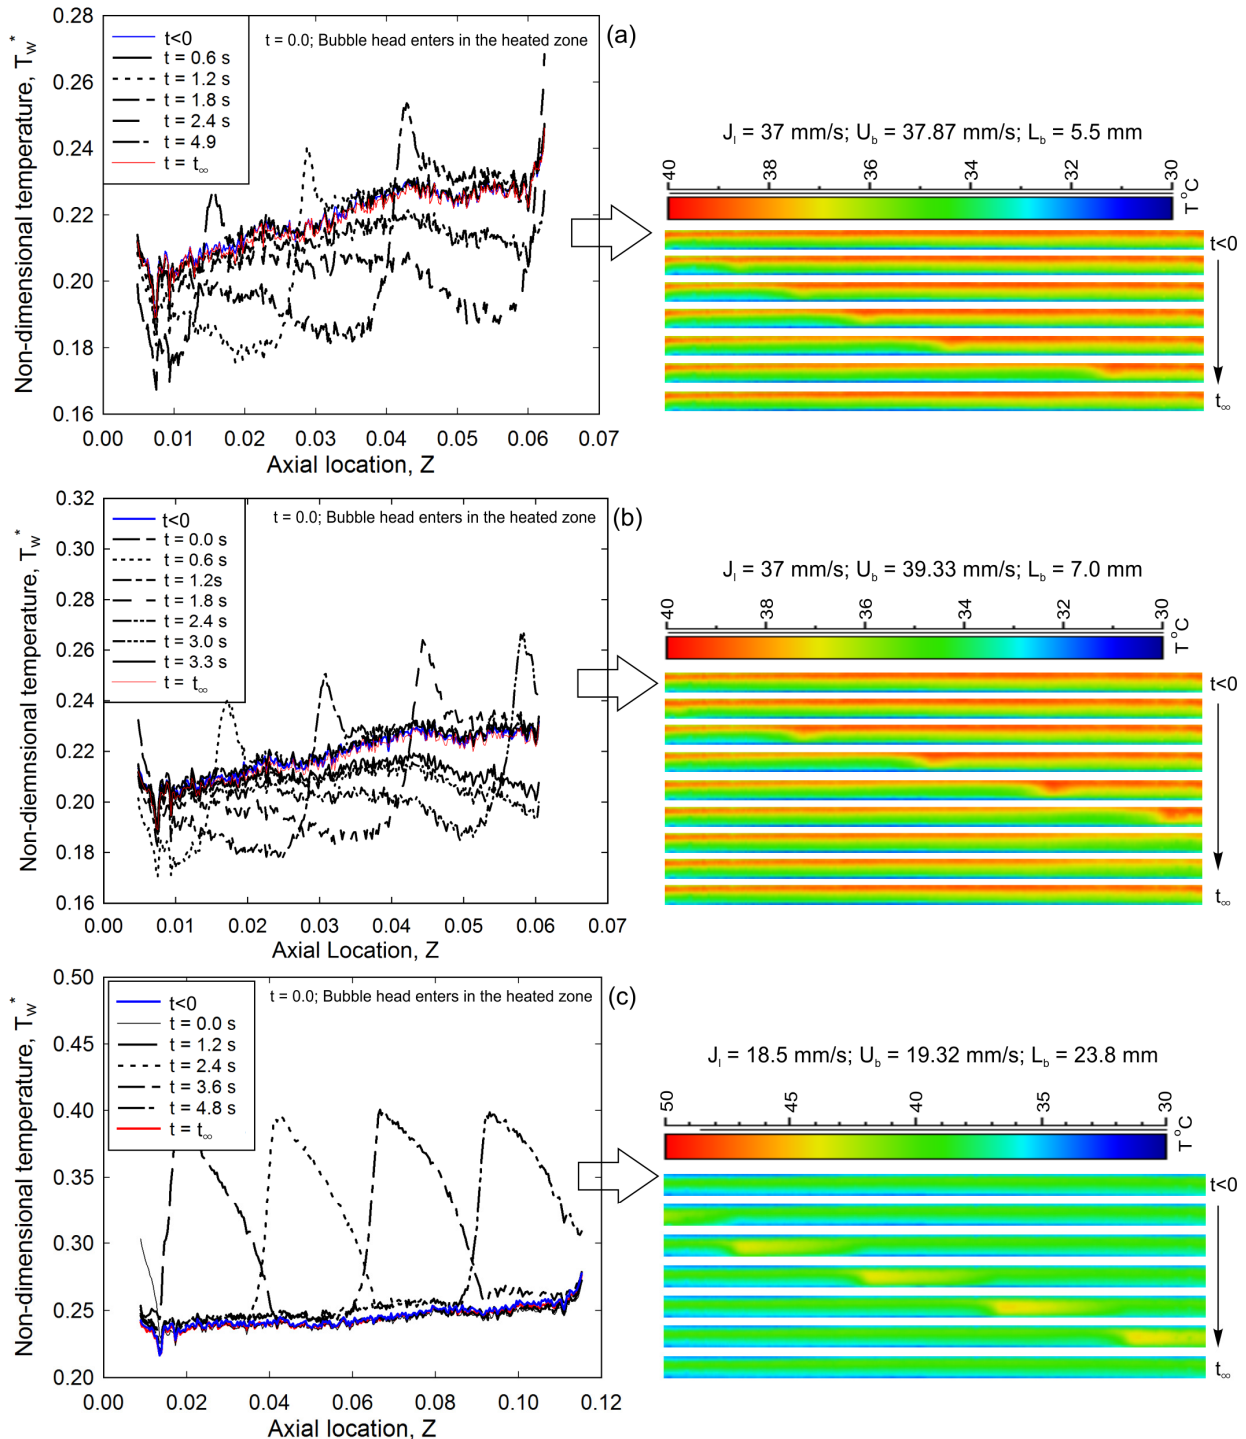 (a)
t = 0.0; Bubble head enters in the heated zone
t<0
t = 0.6 s
t = 1.2 s
t = 1.8 s
t = 2.4 s
t = 4.9
t = t∞
Non-dimensional temperature, Tw*
0.28
0.26
0.24
0.22
0.20
0.18
0.16
0.00 0.01 0.02 0.03 0.04 0.05 0.06 0.07
Axial location, Z
Jl = 37 mm/s; Ub = 37.87 mm/s; Lb = 5.5 mm
40 38 36 34 32 30
T°C
t<0
t∞
(b)
t = 0.0; Bubble head enters in the heated zone
t<0
t = 0.0 s
t = 0.6 s
t = 1.2s
t = 1.8 s
t = 2.4 s
t = 3.0 s
t = 3.3 s
t = t∞
Non-diemnsional temperature, Tw*
0.32
0.30
0.28
0.26
0.24
0.22
0.20
0.18
0.16
0.00 0.01 0.02 0.03 0.04 0.05 0.06 0.07
Axial Location, Z
Jl = 37 mm/s; Ub = 39.33 mm/s; Lb = 7.0 mm
40 38 36 34 32 30
T°C
t<0
t∞
(c)
t = 0.0; Bubble head enters in the heated zone
t<0
t = 0.0 s
t = 1.2 s
t = 2.4 s
t = 3.6 s
t = 4.8 s
t = t∞
Non-dimensional temperature, Tw*
0.50
0.45
0.40
0.35
0.30
0.25
0.20
0.00 0.02 0.04 0.06 0.08 0.10 0.12
Axial location, Z
Jl = 18.5 mm/s; Ub = 19.32 mm/s; Lb = 23.8 mm
50 45 40 35 30
T°C
t<0
t∞